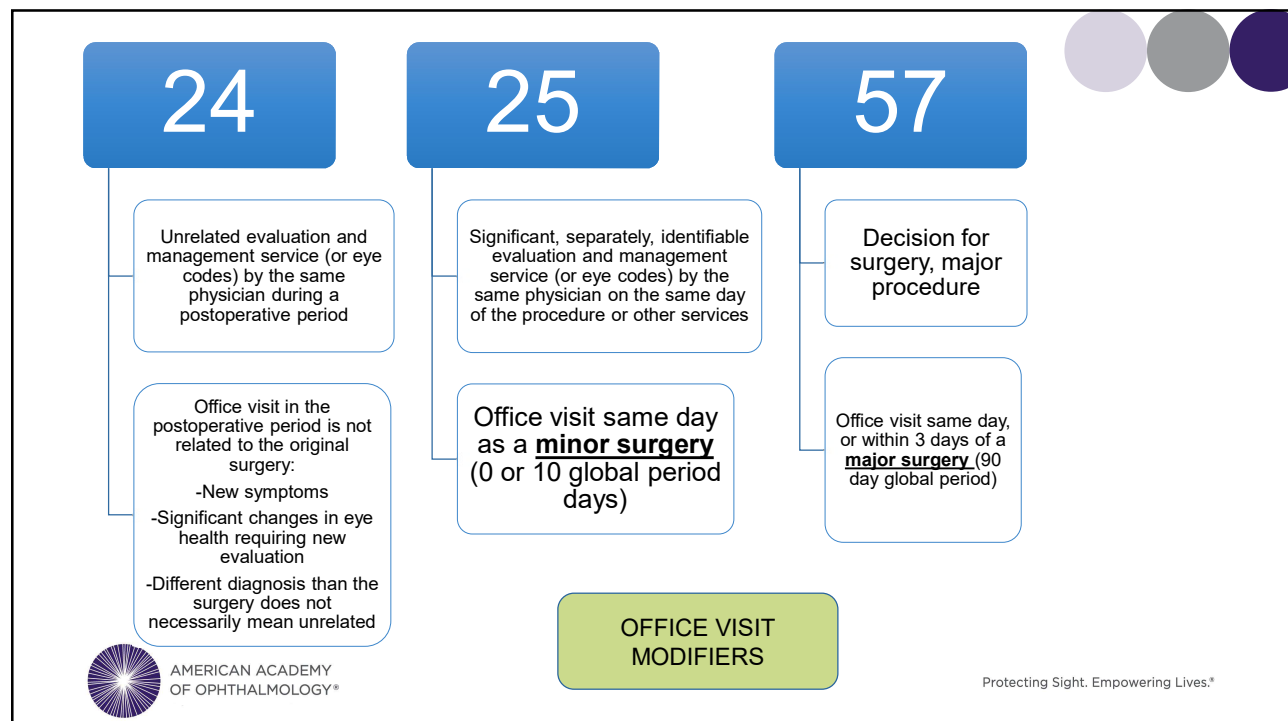 24
Unrelated evaluation and
management service (or eye
codes) by the same
physician during a
postoperative period
Office visit in the
postoperative period is not
related to the original
surgery:
-New symptoms
-Significant changes in eye
health requiring new
evaluation
-Different diagnosis than the
surgery does not
necessarily mean unrelated
25
Significant, separately, identifiable
evaluation and management
service (or eye codes) by the
same physician on the same day
of the procedure or other services
Office visit same day
as a minor surgery
(0 or 10 global period
days)
57
Decision for
surgery, major
procedure
Office visit same day,
or within 3 days of a
major surgery (90
day global period)
OFFICE VISIT
MODIFIERS
AMERICAN ACADEMY
OF OPHTHALMOLOGY®
Protecting Sight. Empowering Lives.®